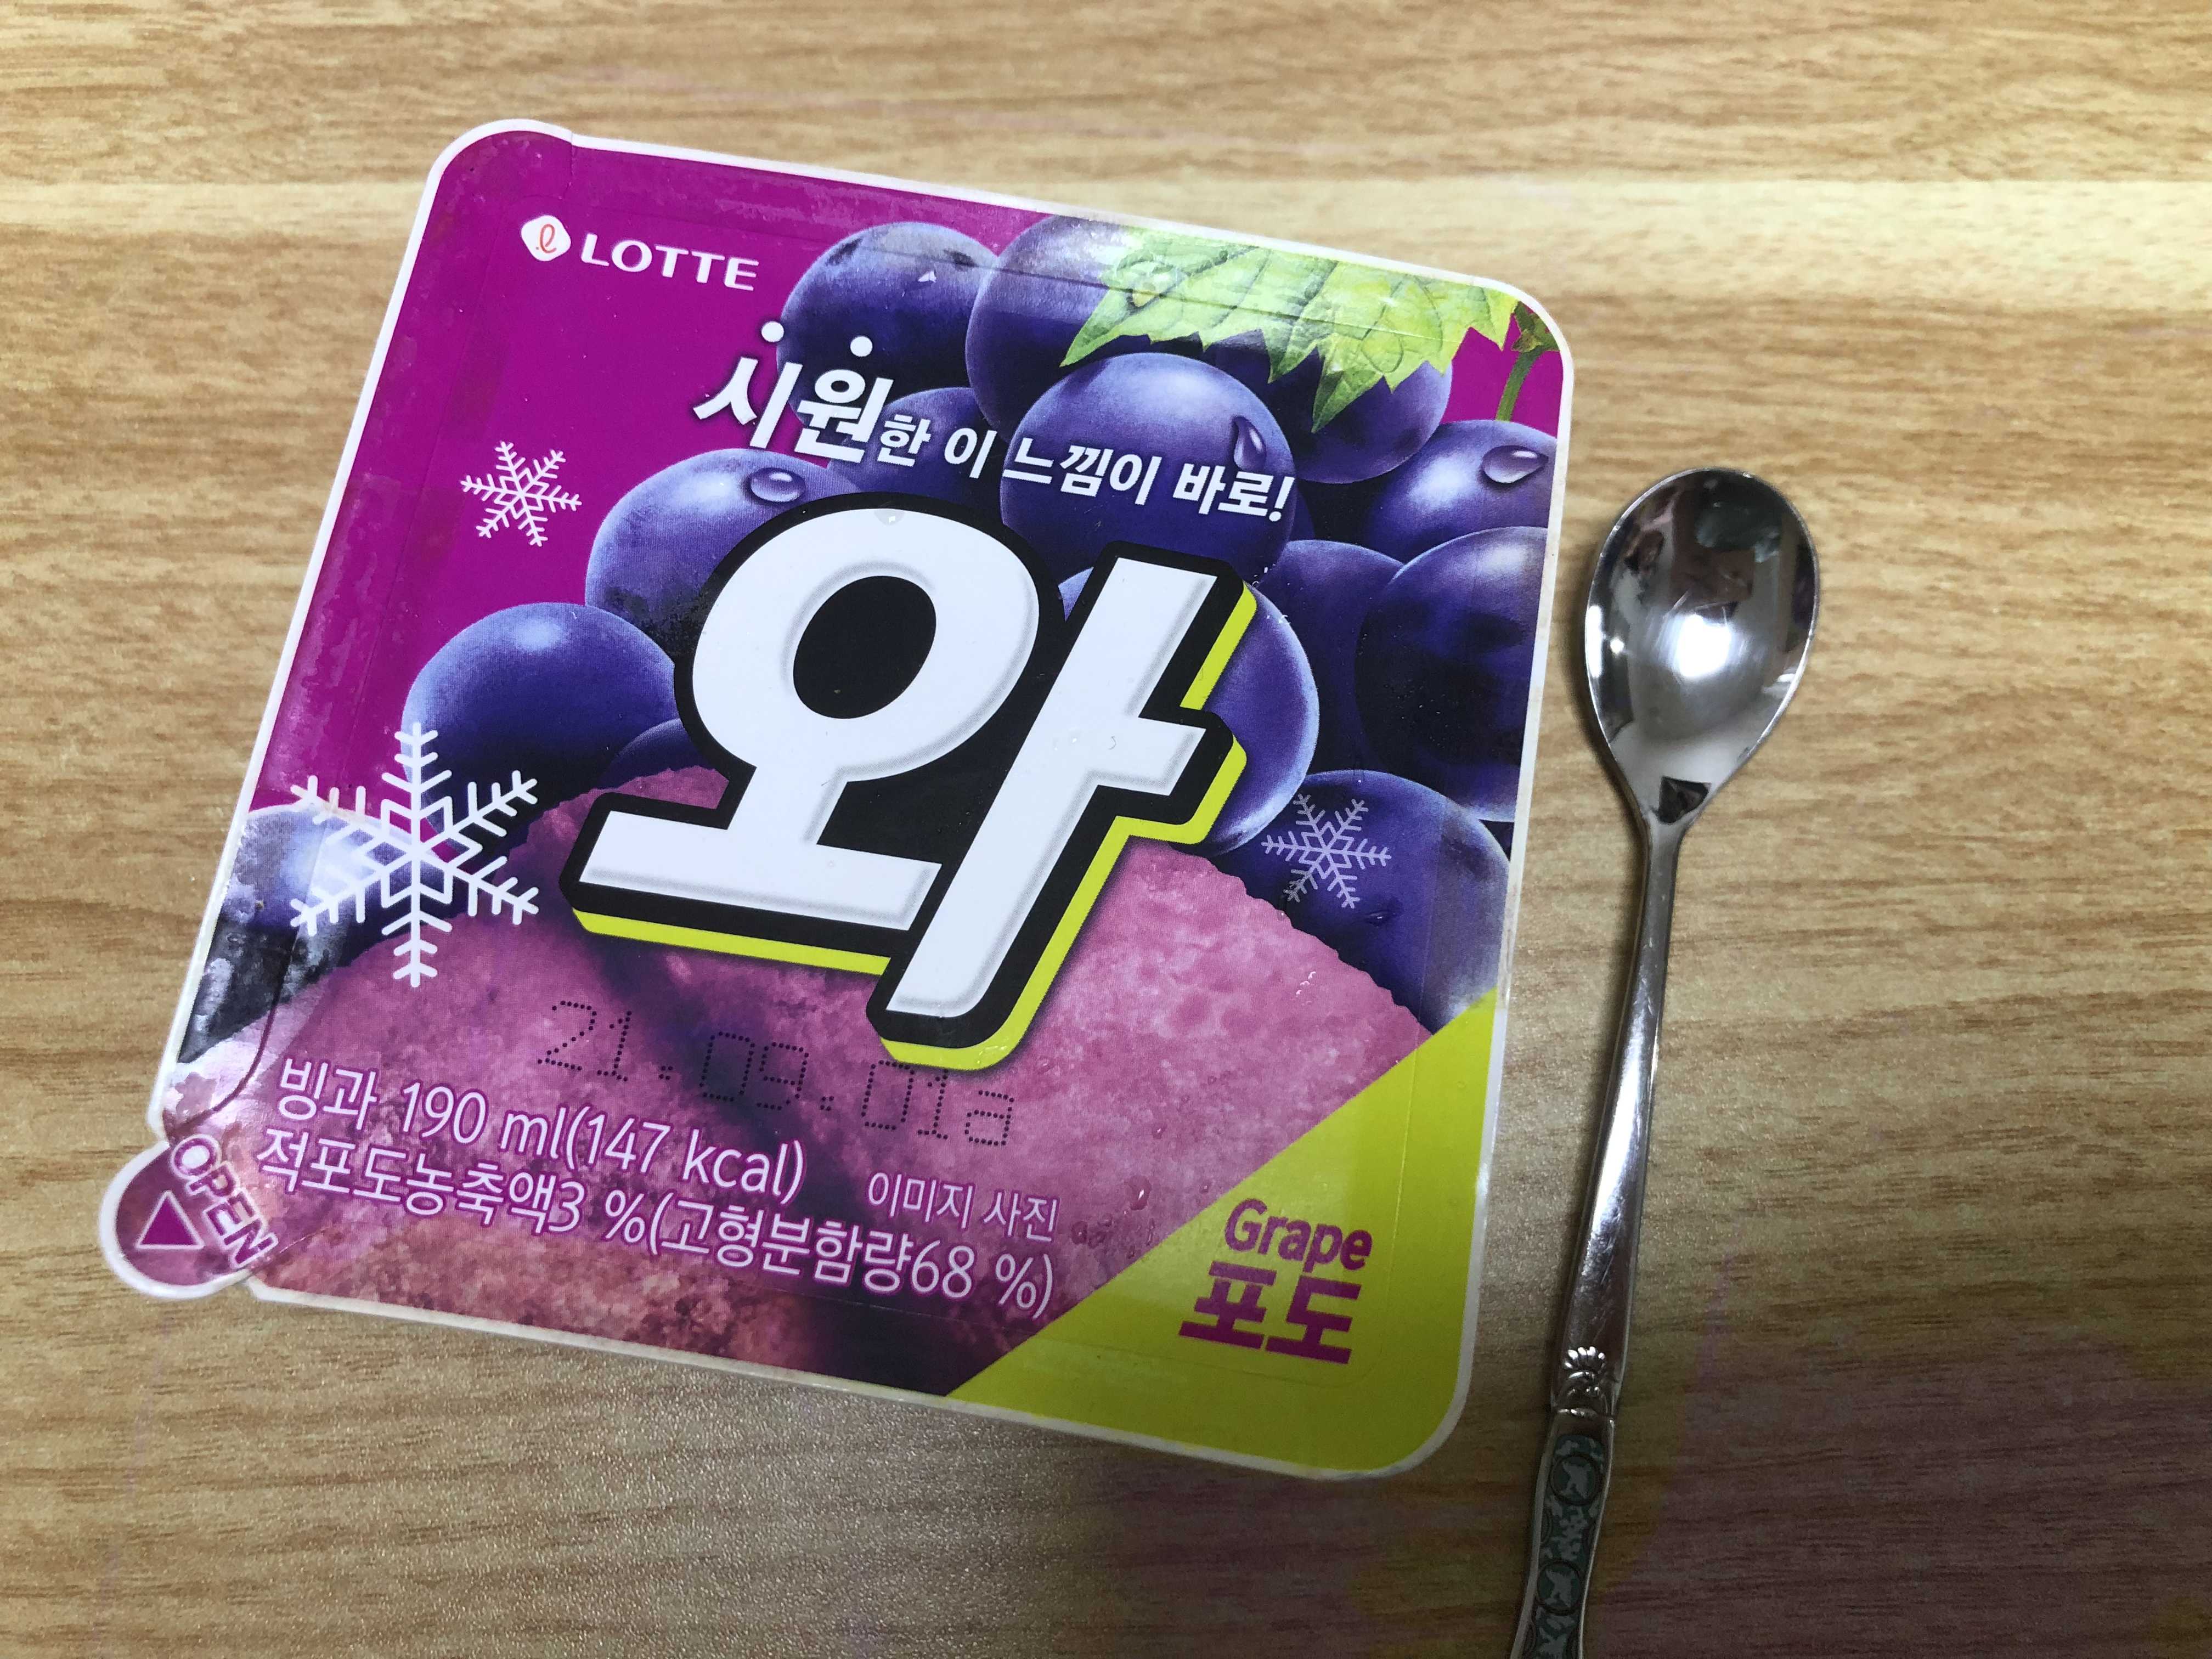 LOTTE
시원한 이 느낌이 바로!
와
21.09.01a
빙과 190 ml(147 kcal)
이미지 사진
적포도농축액3 %(고형분함량68 %)
OPEN
Grape
포도